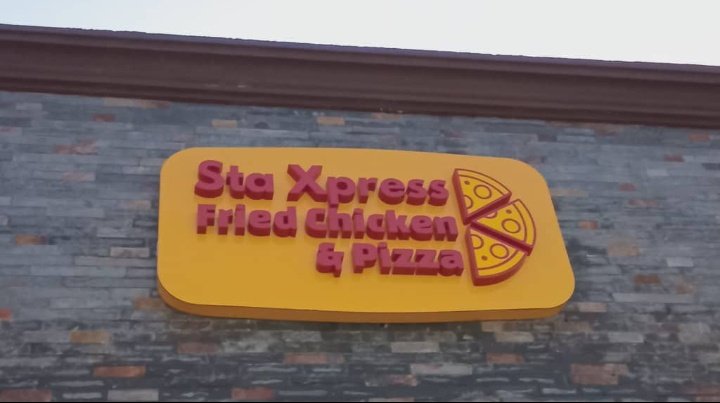 Sta Xpress
Fried Chicken
& Pizza